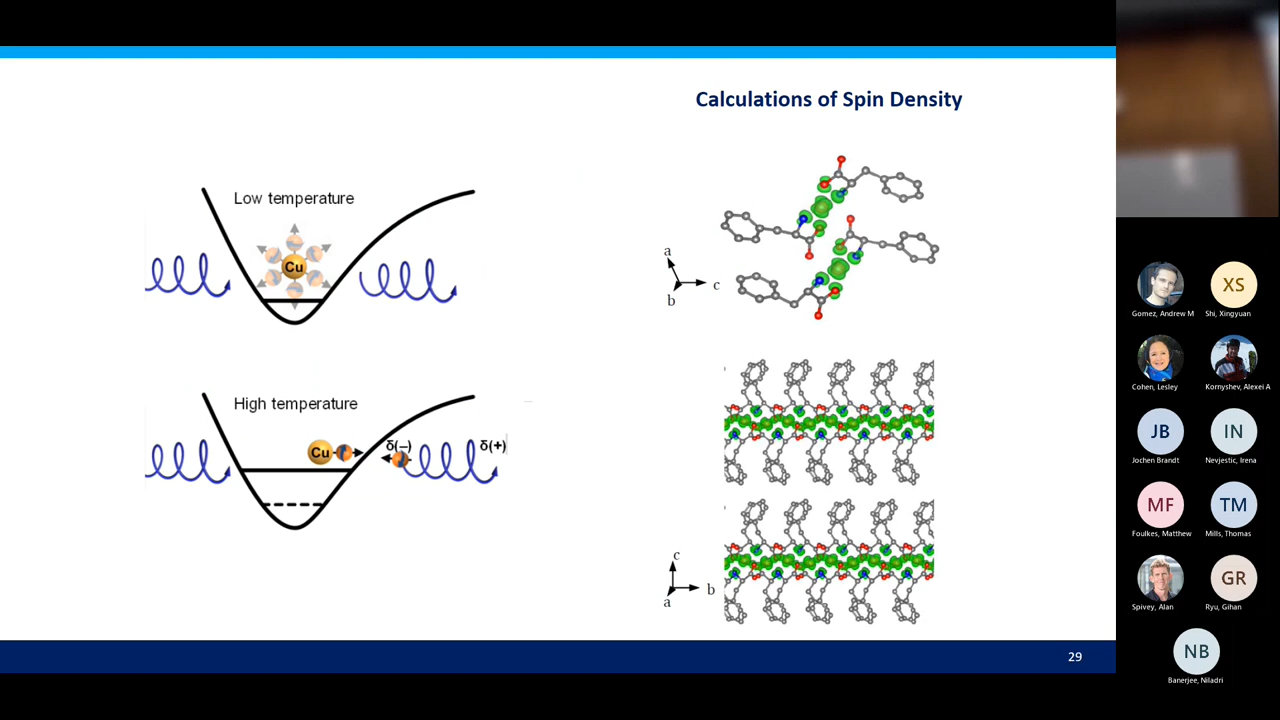 Calculations of Spin Density
Low temperature
Cu
High temperature
Cu
δ(–)
δ(+)
a
b
c
c
a
b
29
Gomez, Andrew M
XS
Shi, Xingyuan
Cohen, Lesley
Kornyshev, Alexei A
JB
Jochen Brandt
IN
Nevjestic, Irena
MF
Foulkes, Matthew
TM
Mills, Thomas
Spivey, Alan
GR
Ryu, Gihan
NB
Banerjee, Niladri